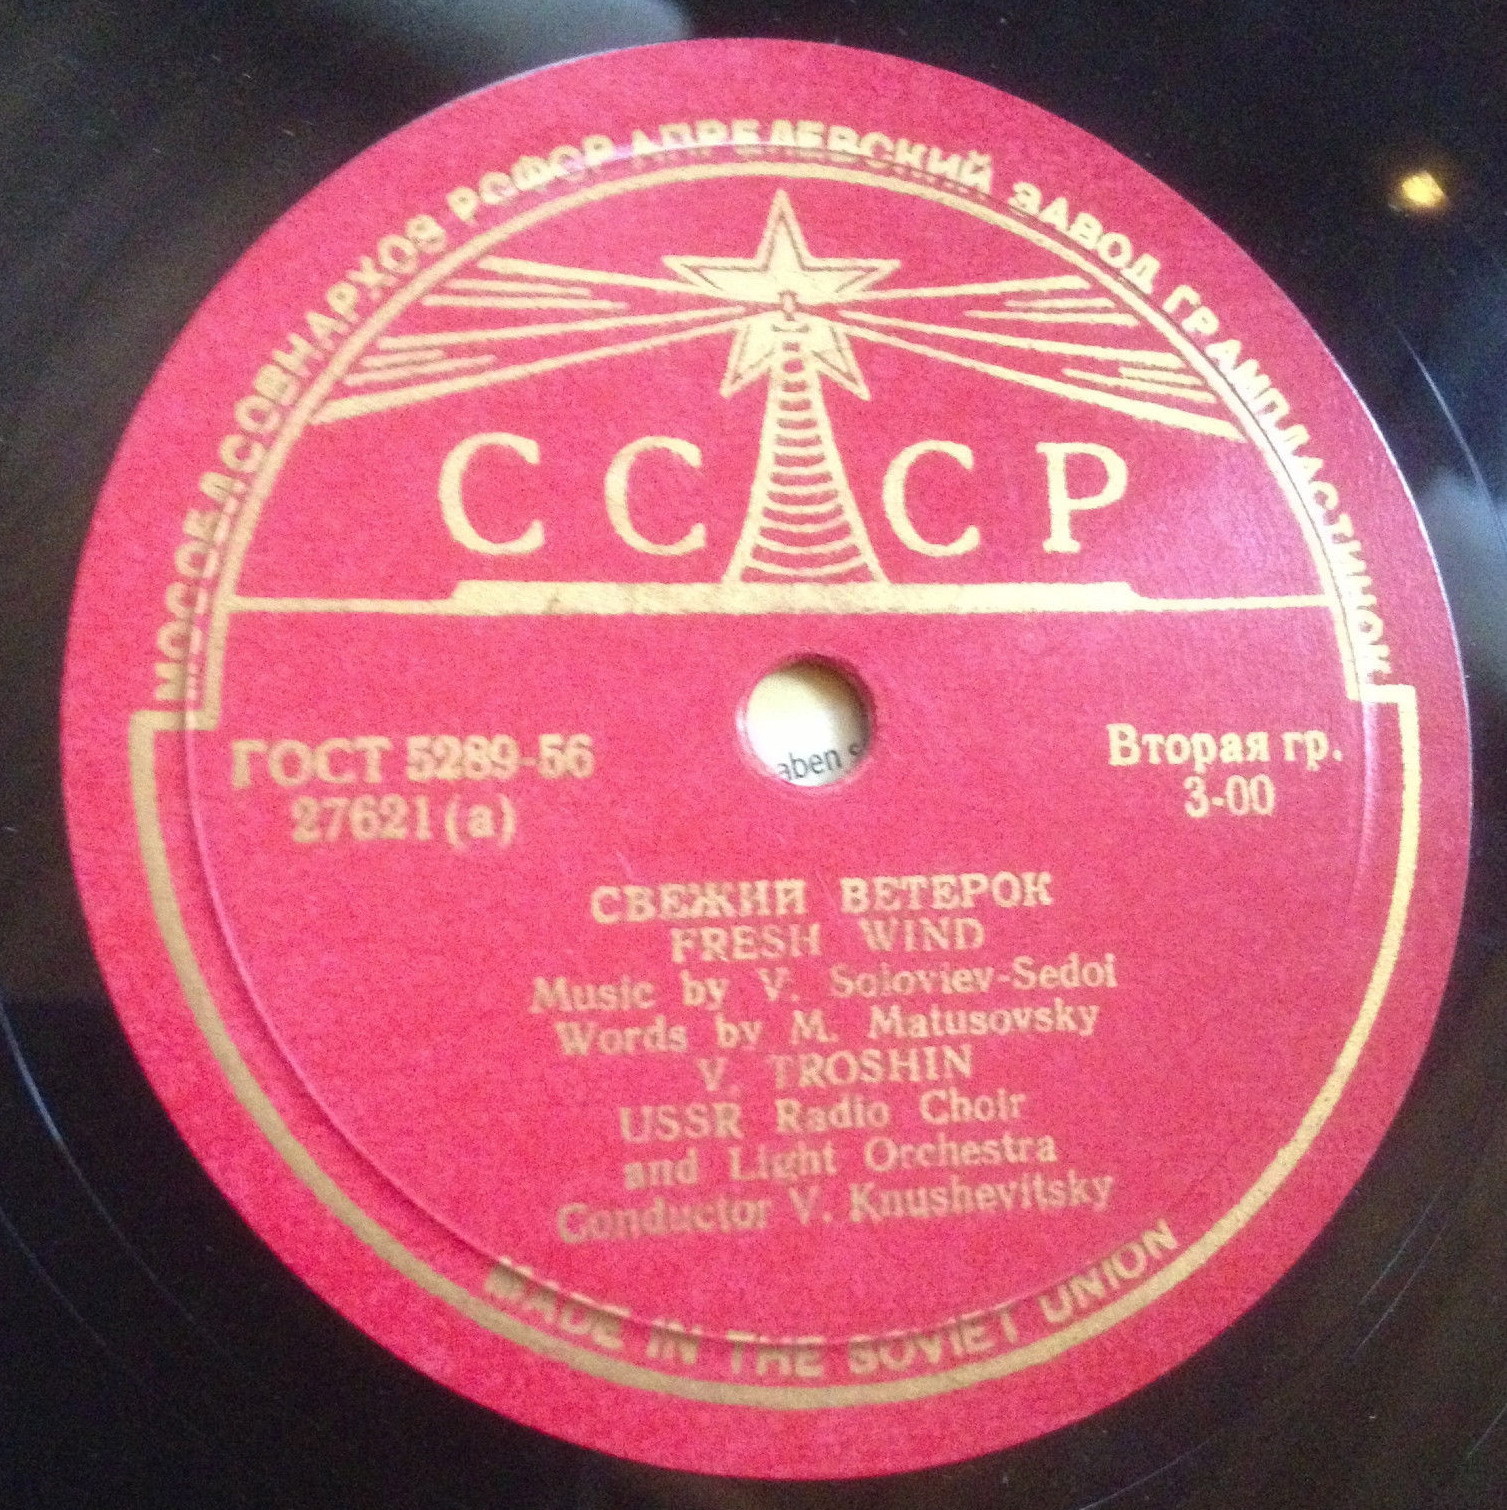 МОСОБЛСОВНАРХОЗ РСФСР АПРЕЛЕВСКИЙ ЗАВОД ГРАМПЛАСТИНОК
СССР
ГОСТ 5289-56
27621(а)
Вторая гр.
3-00
СВЕЖИЙ ВЕТЕРОК
FRESH WIND
Music by V. Soloviev-Sedoi
Words by M. Matusovsky
V. TROSHIN
USSR Radio Choir
and Light Orchestra
Conductor V. Knushevitsky
MADE IN THE SOVIET UNION